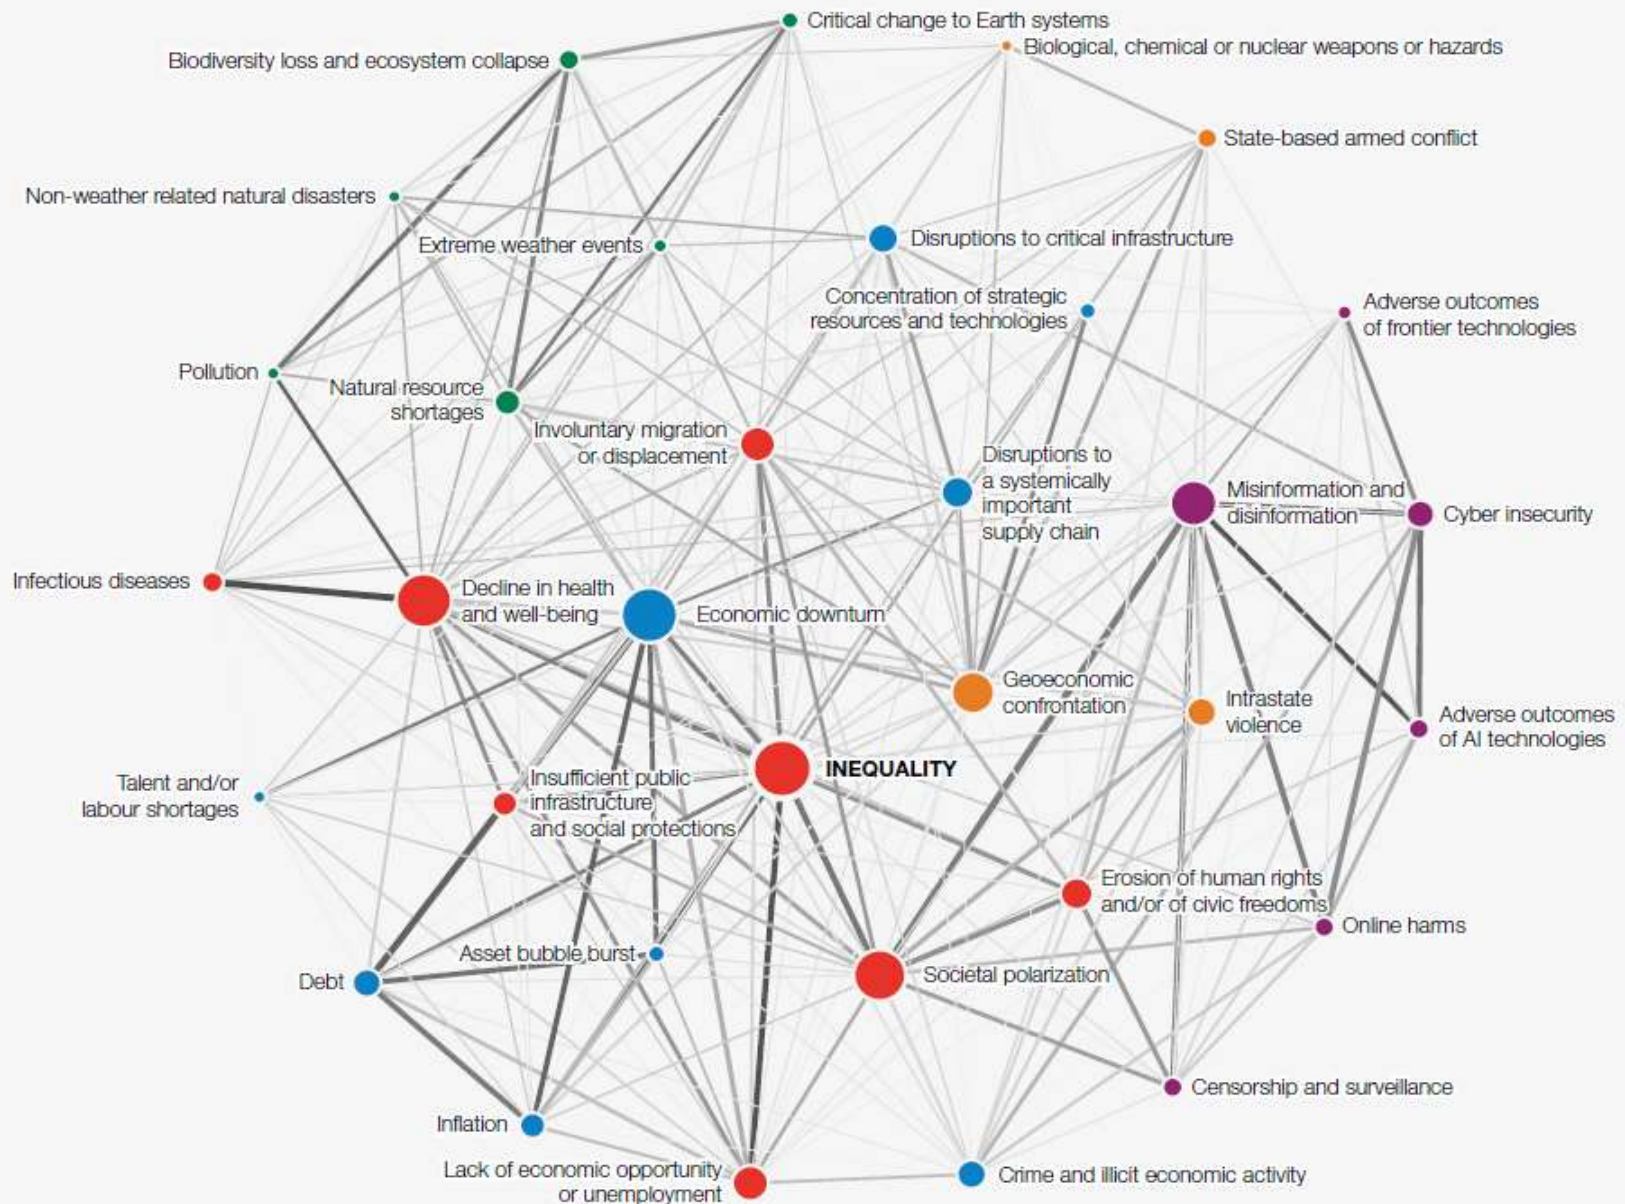 Critical change to Earth systems
Biological, chemical or nuclear weapons or hazards
Biodiversity loss and ecosystem collapse
State-based armed conflict
Non-weather related natural disasters
Extreme weather events
Disruptions to critical infrastructure
Concentration of strategic
resources and technologies
Adverse outcomes
of frontier technologies
Pollution
Natural resource
shortages
Involuntary migration
or displacement
Disruptions to
a systemically
important
supply chain
Misinformation and
disinformation
Cyber insecurity
Infectious diseases
Decline in health
and well-being
Economic downturn
Geoeconomic
confrontation
Intrastate
violence
Adverse outcomes
of AI technologies
Talent and/or
labour shortages
Insufficient public
infrastructure
and social protections
INEQUALITY
Erosion of human rights
and/or of civic freedoms
Online harms
Asset bubble burst
Debt
Societal polarization
Censorship and surveillance
Inflation
Lack of economic opportunity
or unemployment
Crime and illicit economic activity